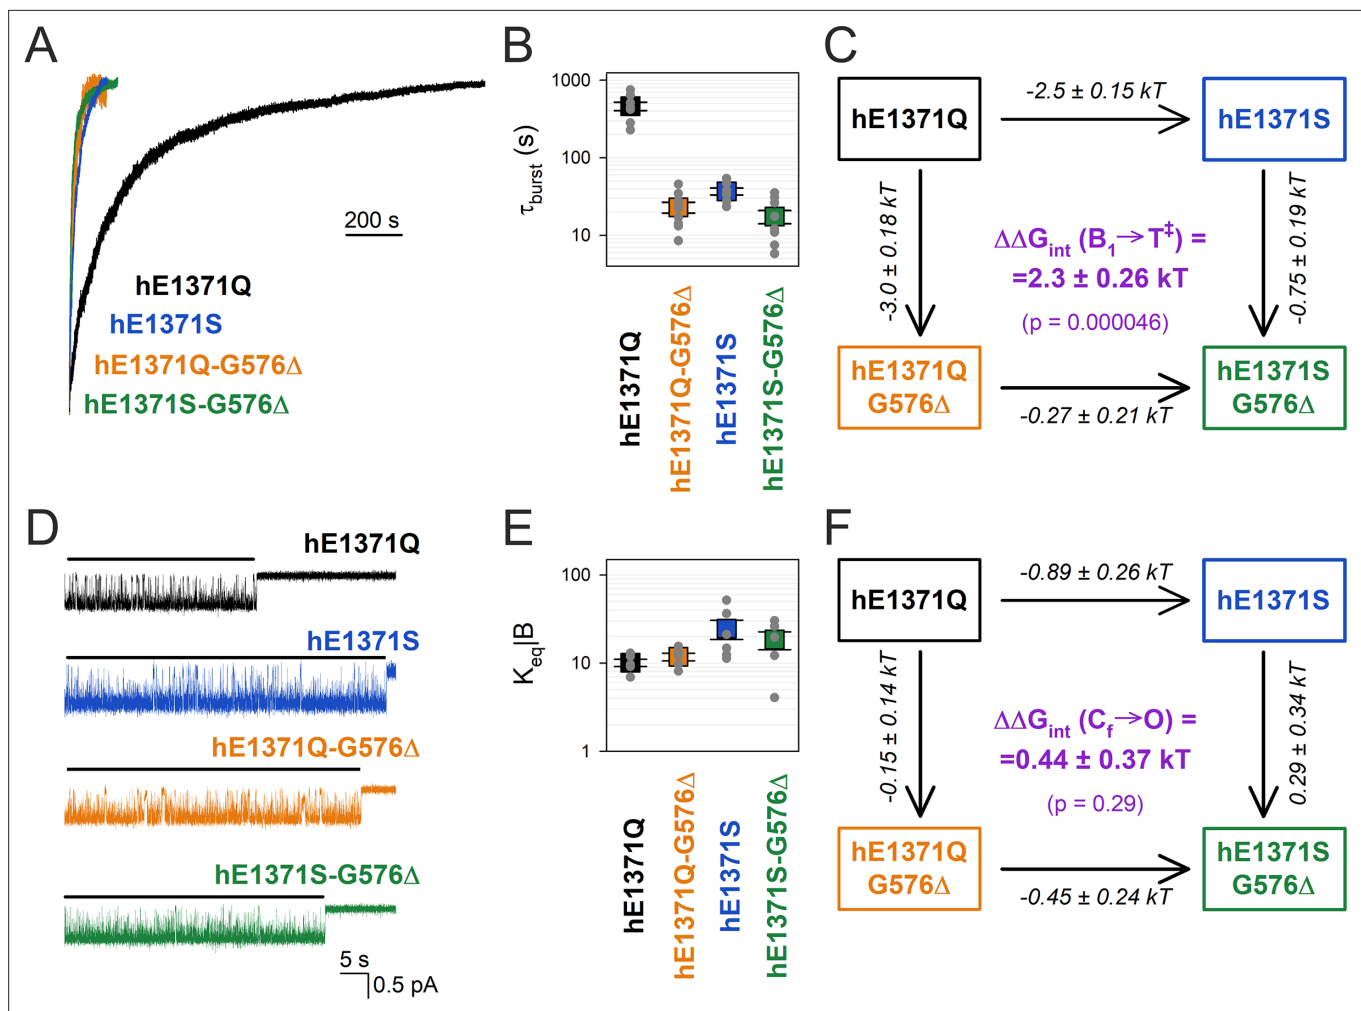 A
200 s
hE1371Q
hE1371S
hE1371Q-G576Δ
hE1371S-G576Δ
B
1000
100
10
τburst (s)
hE1371Q
hE1371Q-G576Δ
hE1371S
hE1371S-G576Δ
C
hE1371Q
-2.5 ± 0.15 kT
hE1371S
-3.0 ± 0.18 kT
ΔΔGint (B1→T‡) =
=2.3 ± 0.26 kT
(p = 0.000046)
-0.75 ± 0.19 kT
hE1371Q
G576Δ
-0.27 ± 0.21 kT
hE1371S
G576Δ
D
hE1371Q
hE1371S
hE1371Q-G576Δ
hE1371S-G576Δ
5 s
0.5 pA
E
100
10
1
Keq|B
hE1371Q
hE1371Q-G576Δ
hE1371S
hE1371S-G576Δ
F
hE1371Q
-0.89 ± 0.26 kT
hE1371S
-0.15 ± 0.14 kT
ΔΔGint (Cf→O) =
=0.44 ± 0.37 kT
(p = 0.29)
0.29 ± 0.34 kT
hE1371Q
G576Δ
-0.45 ± 0.24 kT
hE1371S
G576Δ